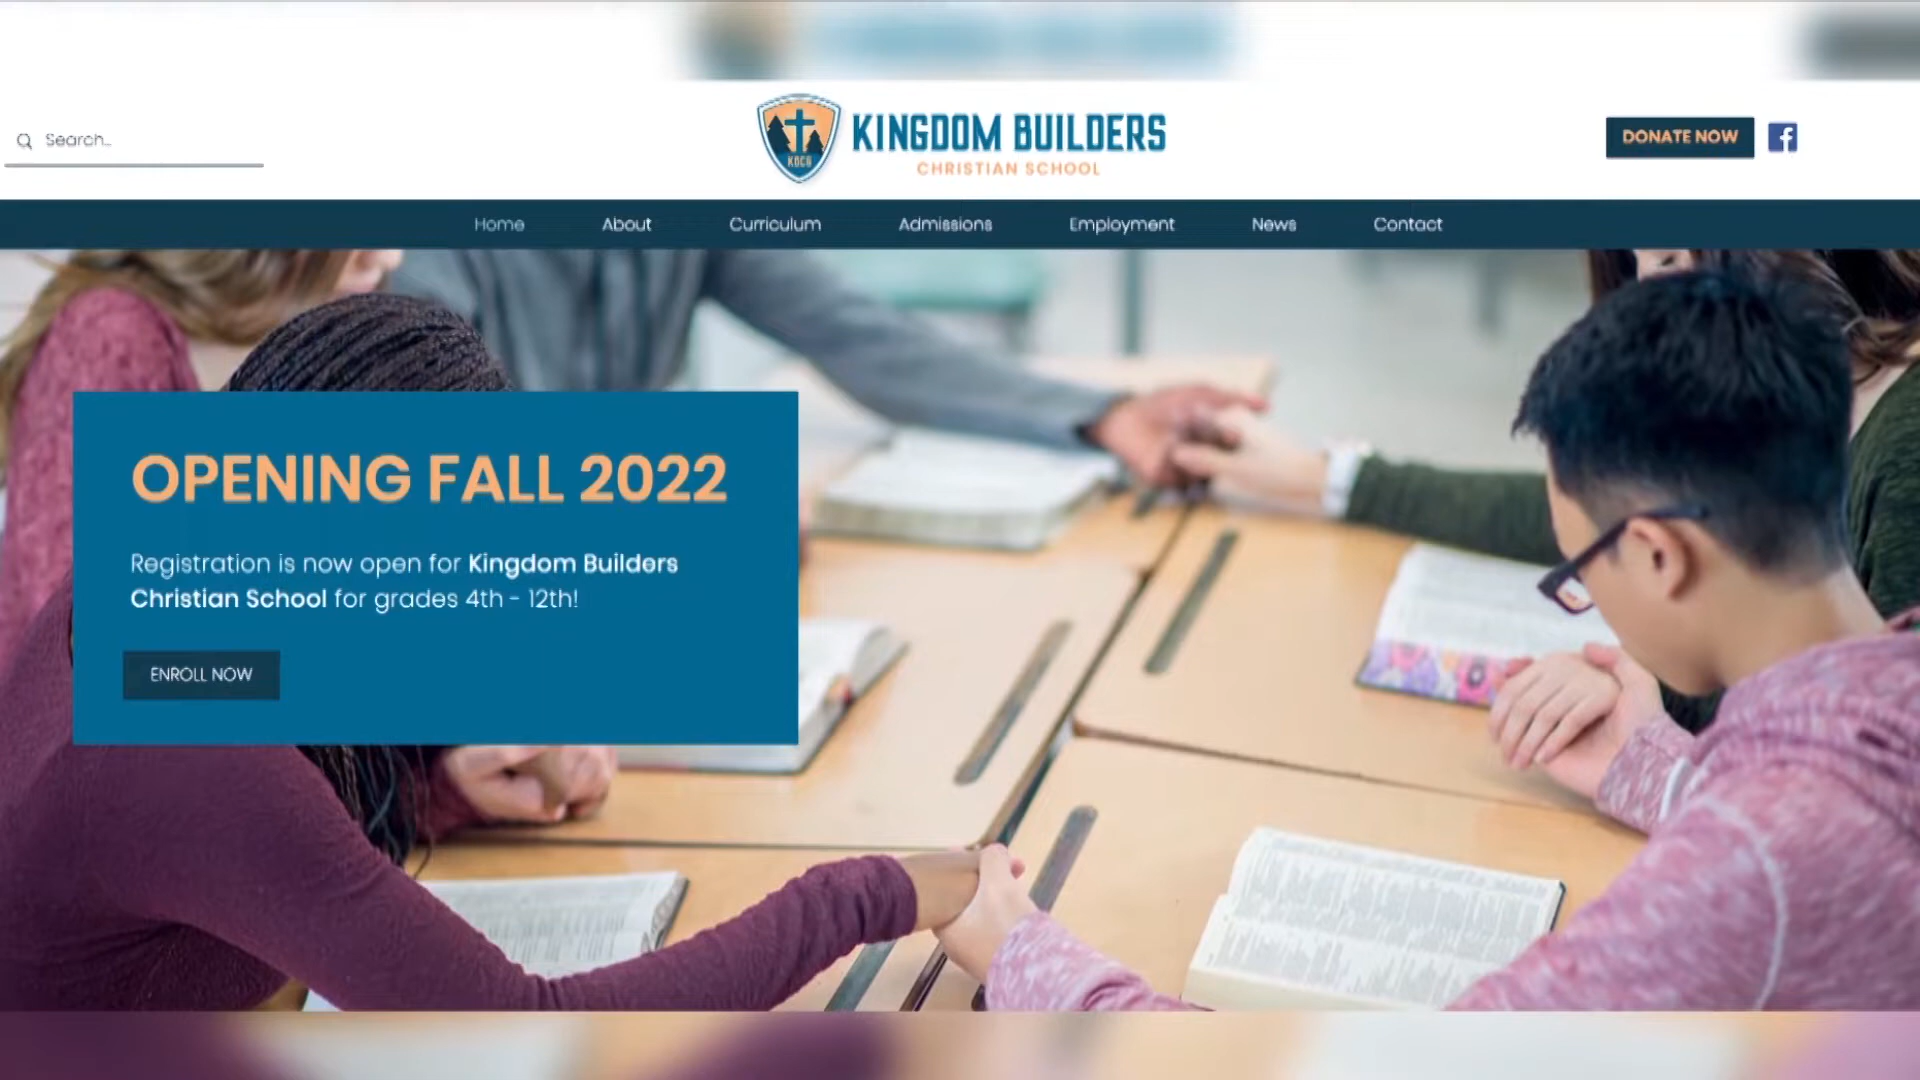 Search...
KBCS
KINGDOM BUILDERS
CHRISTIAN SCHOOL
DONATE NOW
f
Home About Curriculum Admissions Employment News Contact
OPENING FALL 2022
Registration is now open for Kingdom Builders
Christian School for grades 4th - 12th!
ENROLL NOW